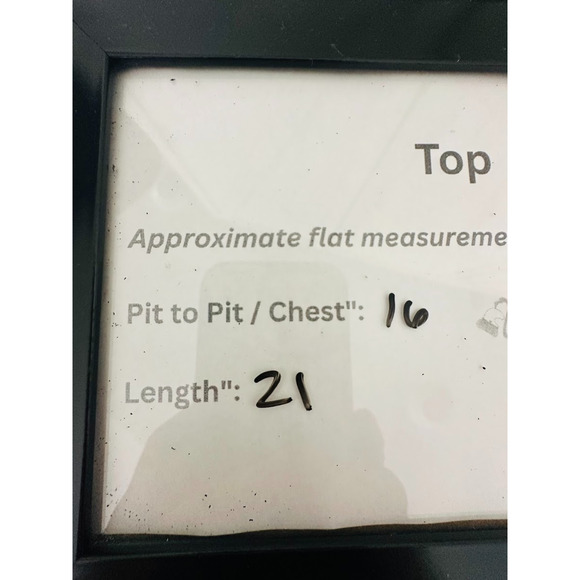 Top
Approximate flat measureme
Pit to Pit / Chest": 16
Length": 21